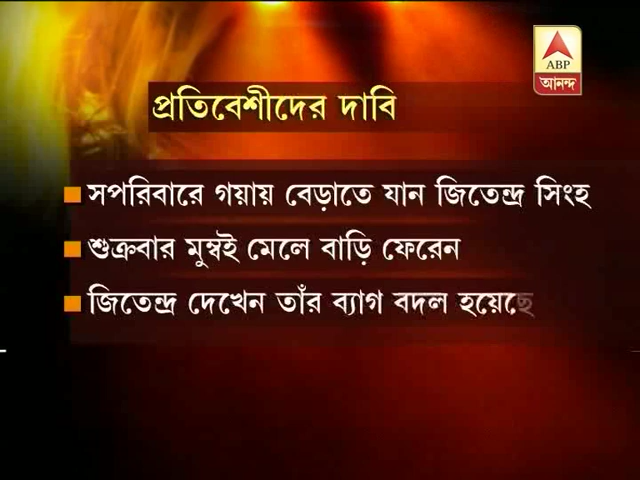 ABP
আনন্দ
প্রতিবেশীদের দাবি
সপরিবারে গয়ায় বেড়াতে যান জিতেন্দ্র সিংহ
শুক্রবার মুম্বই মেলে বাড়ি ফেরেন
জিতেন্দ্র দেখেন তাঁর ব্যাগ বদল হয়েছে